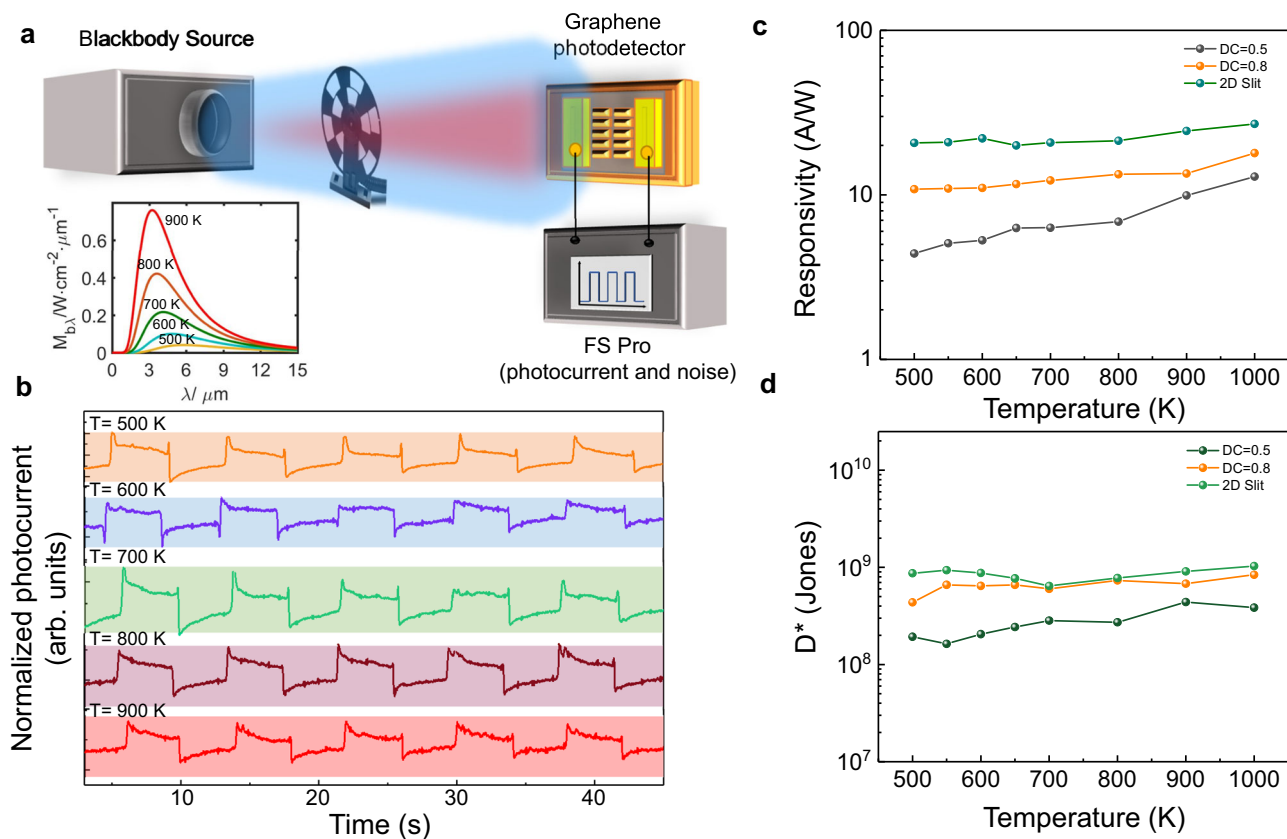 a
Blackbody Source
Graphene
photodetector
FS Pro
(photocurrent and noise)
M_bλ/W·cm⁻²·μm⁻¹
0.6
0.4
0.2
0
900 K
800 K
700 K
600 K
500 K
0 3 6 9 12 15
λ/ μm
b
Normalized photocurrent
(arb. units)
T= 500 K
T= 600 K
T= 700 K
T= 800 K
T= 900 K
10 20 30 40
Time (s)
c
Responsivity (A/W)
100
10
1
DC=0.5
DC=0.8
2D Slit
500 600 700 800 900 1000
Temperature (K)
d
D* (Jones)
10¹⁰
10⁹
10⁸
10⁷
DC=0.5
DC=0.8
2D Slit
500 600 700 800 900 1000
Temperature (K)